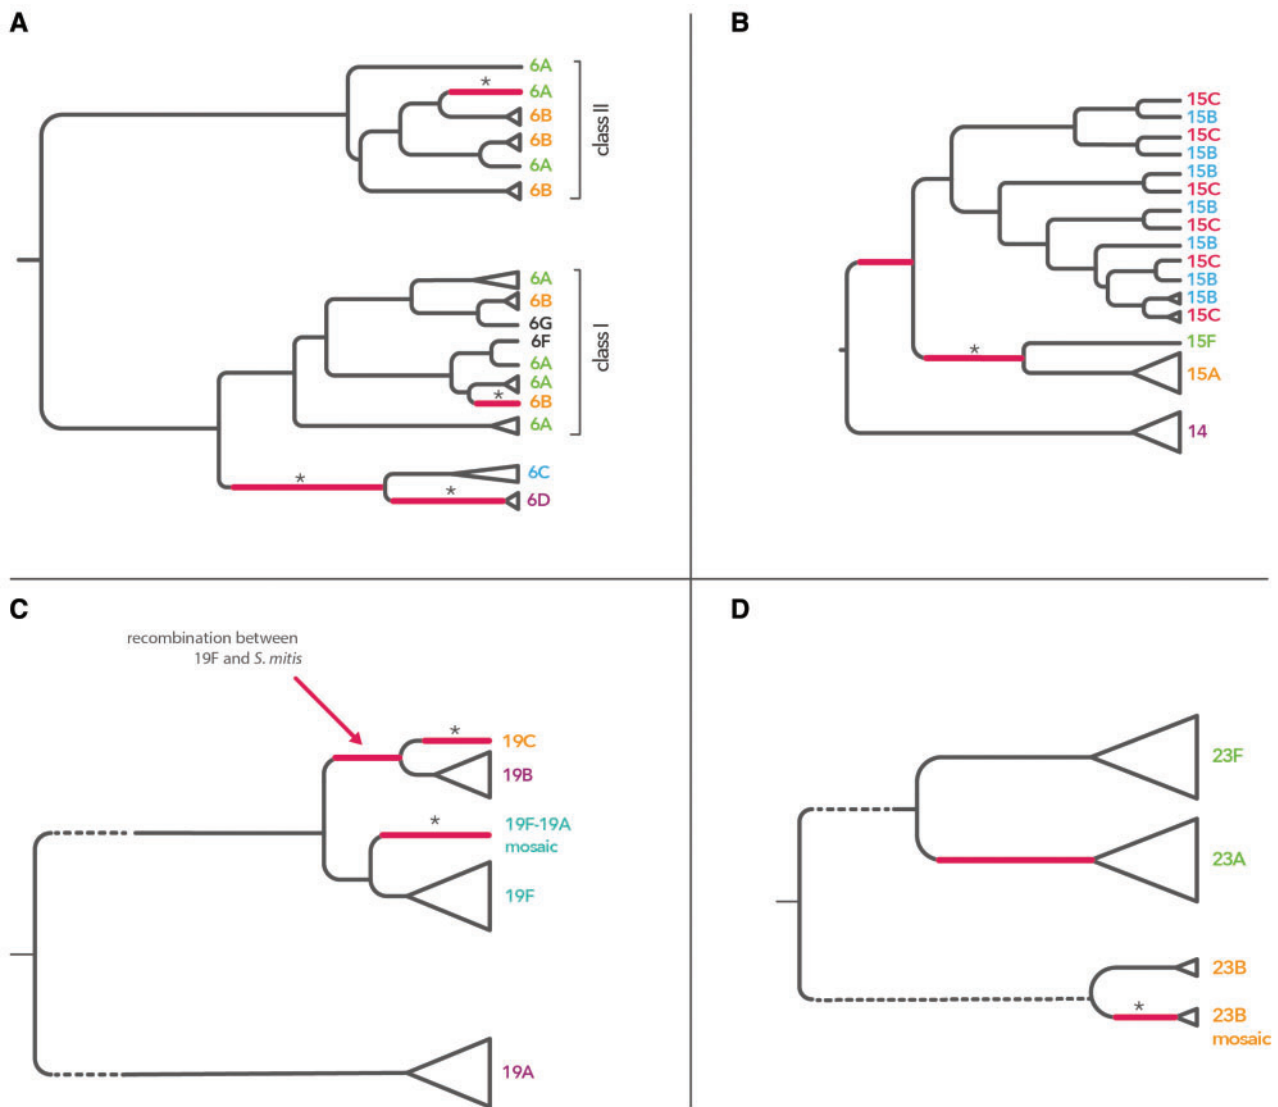 A
6A
*
6A
6B
6B
6A
6B
class II
6A
6B
6G
6F
6A
6A
*
6B
6A
class I
*
6C
*
6D
B
15C
15B
15C
15B
15B
15C
15B
15C
15B
15C
15B
15B
15C
15F
*
15A
14
C
recombination between
19F and S. mitis
*
19C
19B
*
19F-19A
mosaic
19F
19A
D
23F
23A
23B
*
23B
mosaic